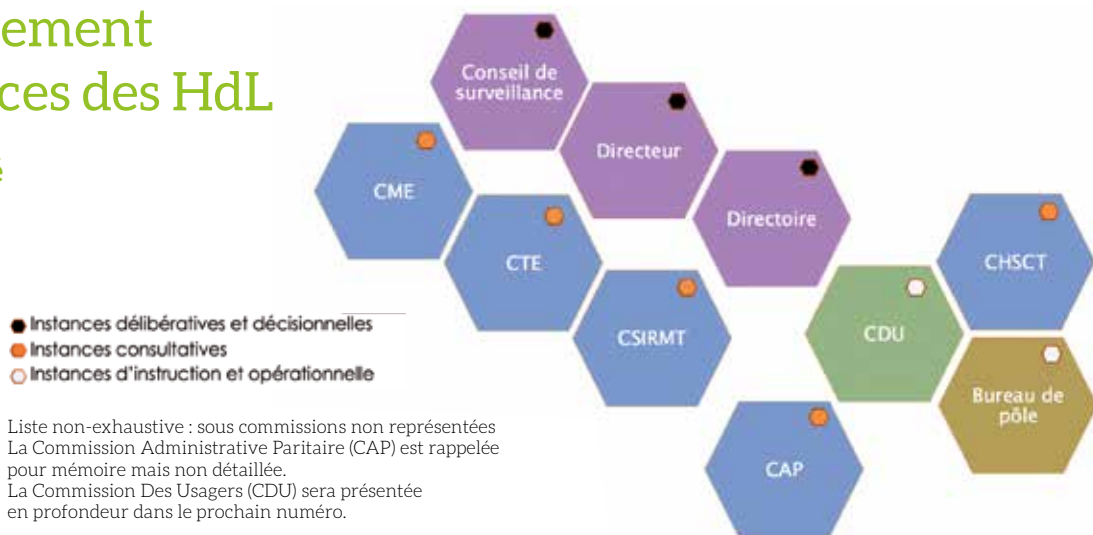 ement
ces des HdL
é
Conseil de
surveillance
Directeur
Directoire
CME
CTE
CSIRMT
CHSCT
CDU
Bureau de
pôle
CAP
Instances délibératives et décisionnelles
Instances consultatives
Instances d'instruction et opérationnelle
Liste non-exhaustive : sous commissions non représentées
La Commission Administrative Paritaire (CAP) est rappelée
pour mémoire mais non détaillée.
La Commission Des Usagers (CDU) sera présentée
en profondeur dans le prochain numéro.